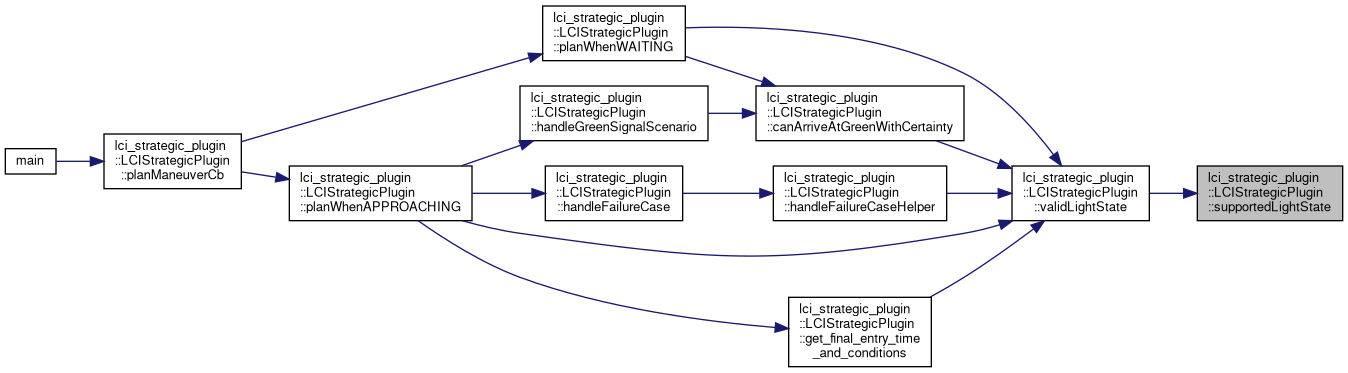 main
lci_strategic_plugin
::LCIStrategicPlugin
::planManeuverCb
lci_strategic_plugin
::LCIStrategicPlugin
::planWhenWAITING
lci_strategic_plugin
::LCIStrategicPlugin
::planWhenAPPROACHING
lci_strategic_plugin
::LCIStrategicPlugin
::handleGreenSignalScenario
lci_strategic_plugin
::LCIStrategicPlugin
::handleFailureCase
lci_strategic_plugin
::LCIStrategicPlugin
::canArriveAtGreenWithCertainty
lci_strategic_plugin
::LCIStrategicPlugin
::handleFailureCaseHelper
lci_strategic_plugin
::LCIStrategicPlugin
::get_final_entry_time
_and_conditions
lci_strategic_plugin
::LCIStrategicPlugin
::validLightState
lci_strategic_plugin
::LCIStrategicPlugin
::supportedLightState